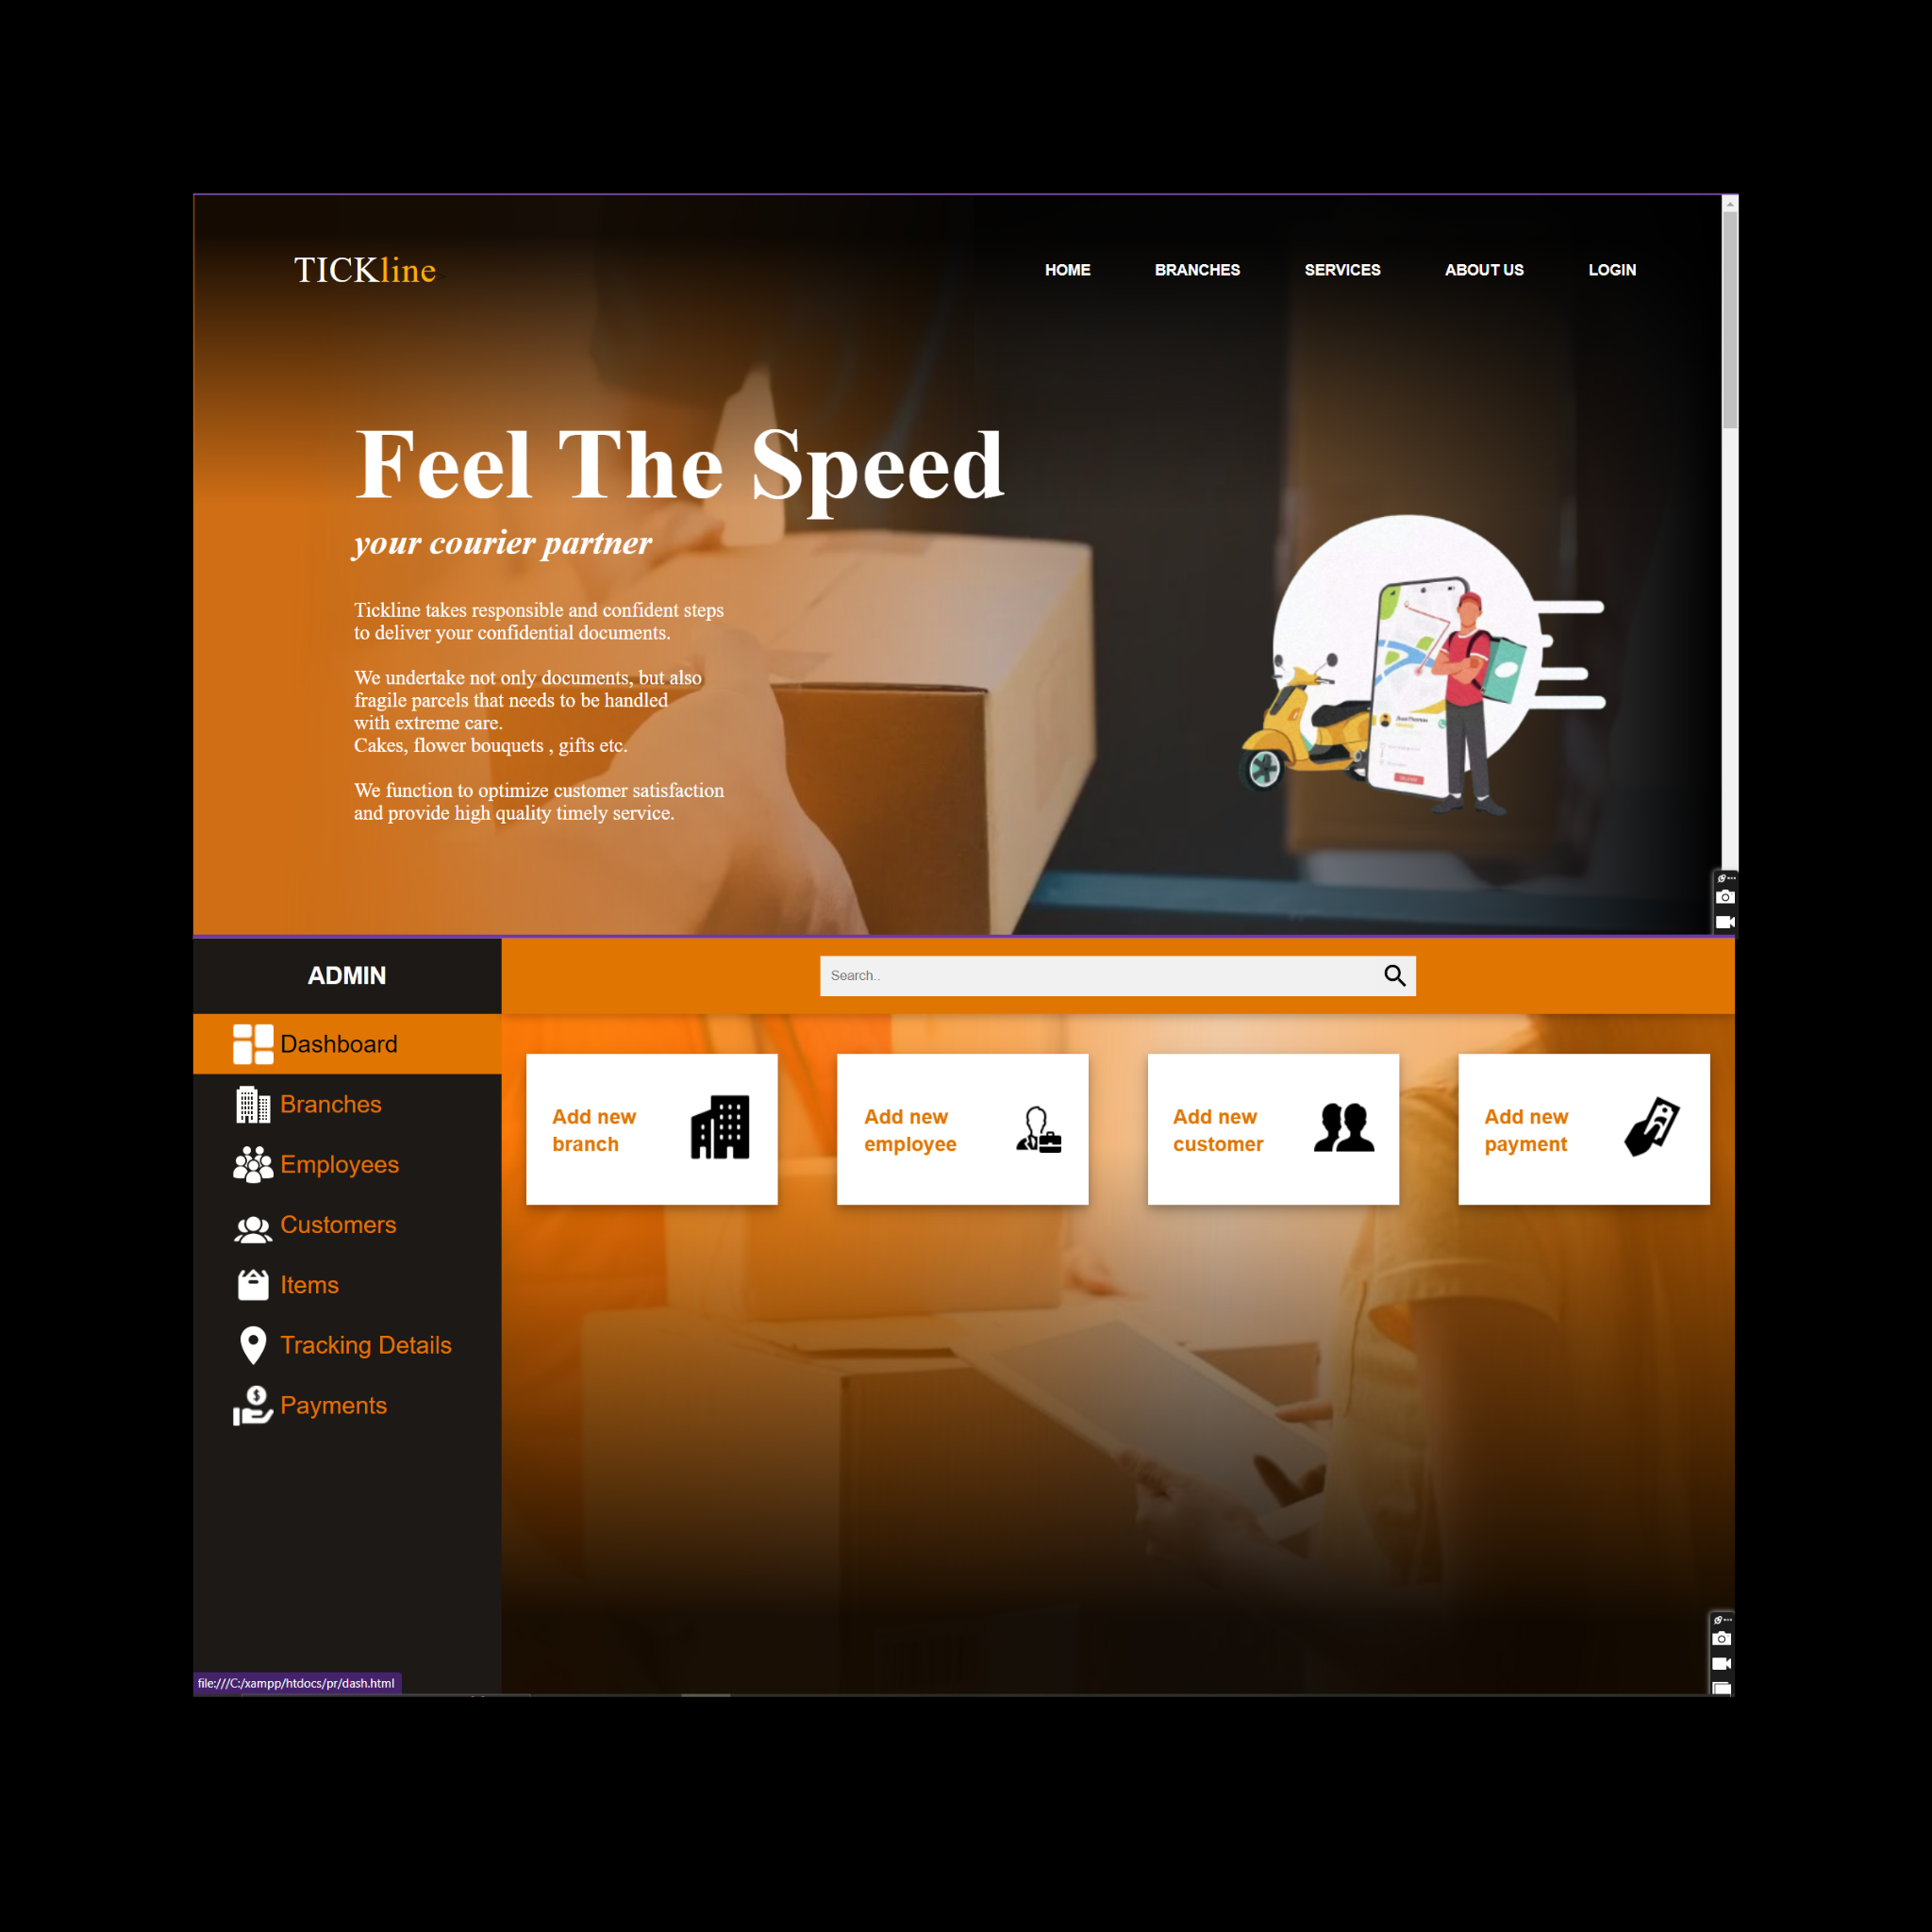 TICKline
HOME BRANCHES SERVICES ABOUT US LOGIN
Feel The Speed
your courier partner
Tickline takes responsible and confident steps
to deliver your confidential documents.
We undertake not only documents, but also
fragile parcels that needs to be handled
with extreme care.
Cakes, flower bouquets , gifts etc.
We function to optimize customer satisfaction
and provide high quality timely service.
ADMIN
Search..
Dashboard
Branches
Employees
Customers
Items
Tracking Details
Payments
Add new
branch
Add new
employee
Add new
customer
Add new
payment
file:///C:/xampp/htdocs/pr/dash.html